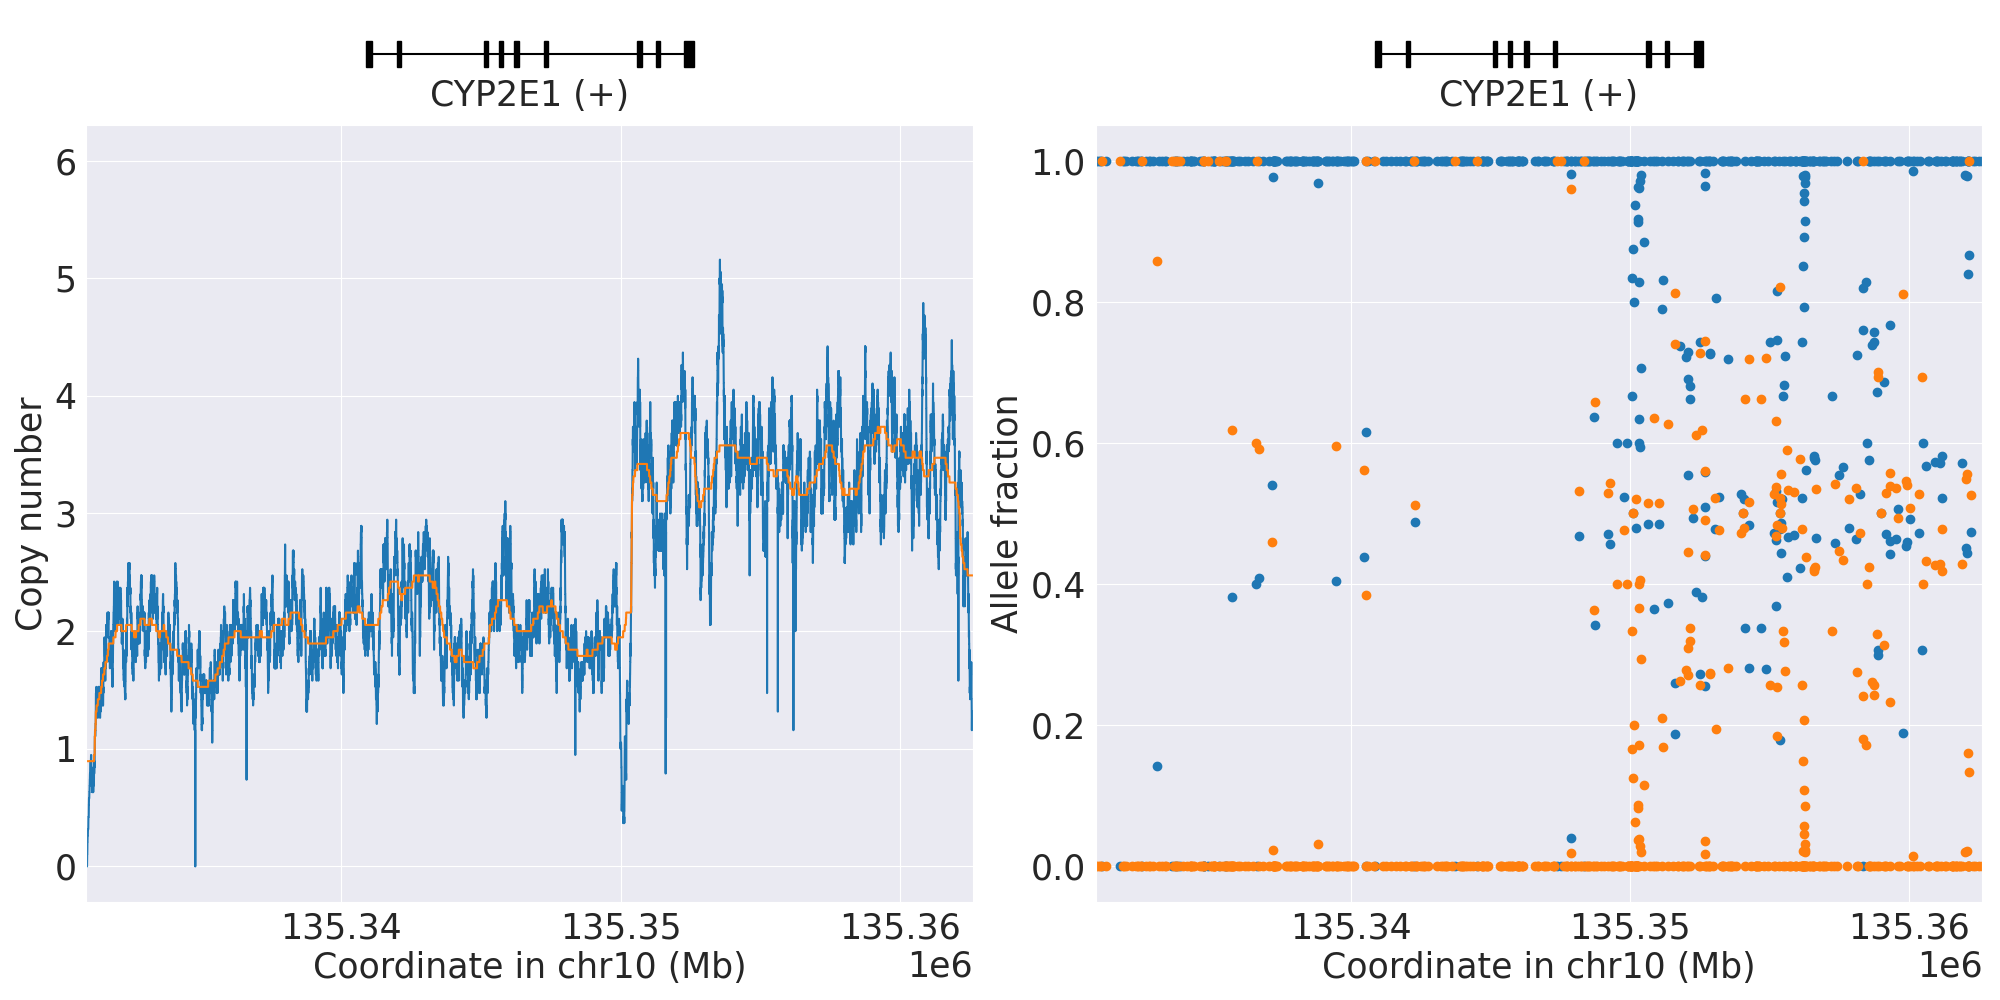 CYP2E1 (+)
6
5
4
3
2
1
0
Copy number
135.34 135.35 135.36
Coordinate in chr10 (Mb)
1e6
CYP2E1 (+)
1.0
0.8
0.6
0.4
0.2
0.0
Allele fraction
135.34 135.35 135.36
Coordinate in chr10 (Mb)
1e6